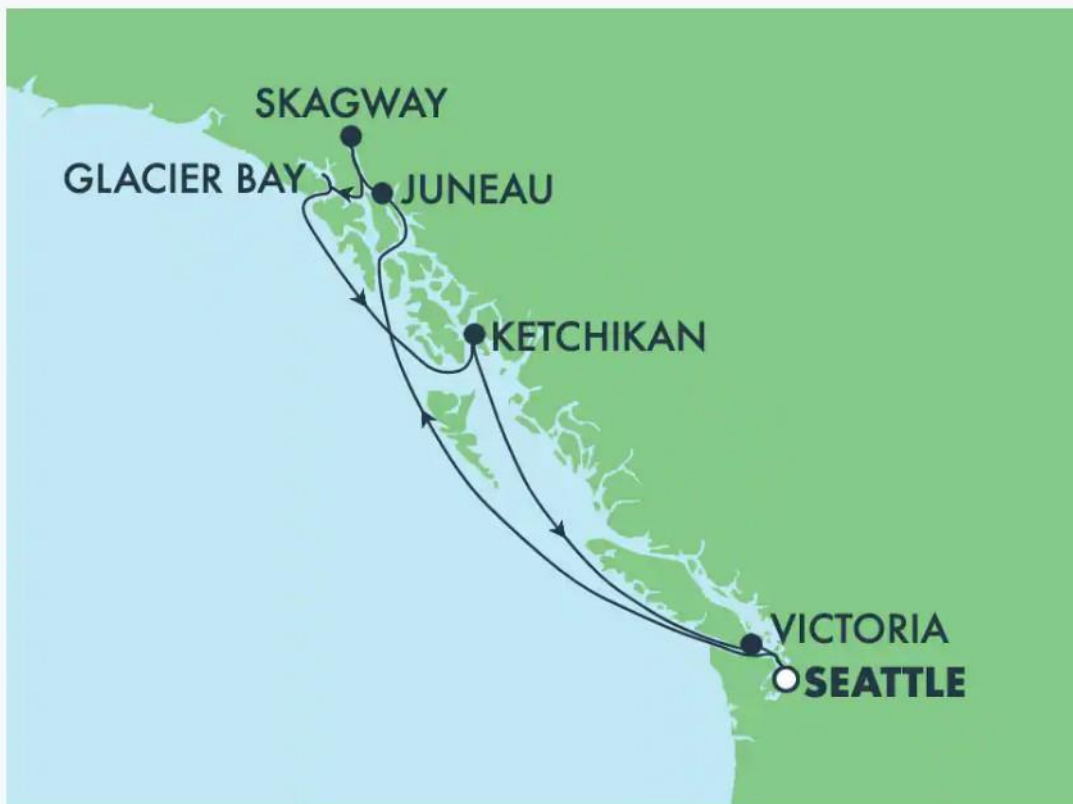 SKAGWAY
GLACIER BAY
JUNEAU
KETCHIKAN
VICTORIA
SEATTLE